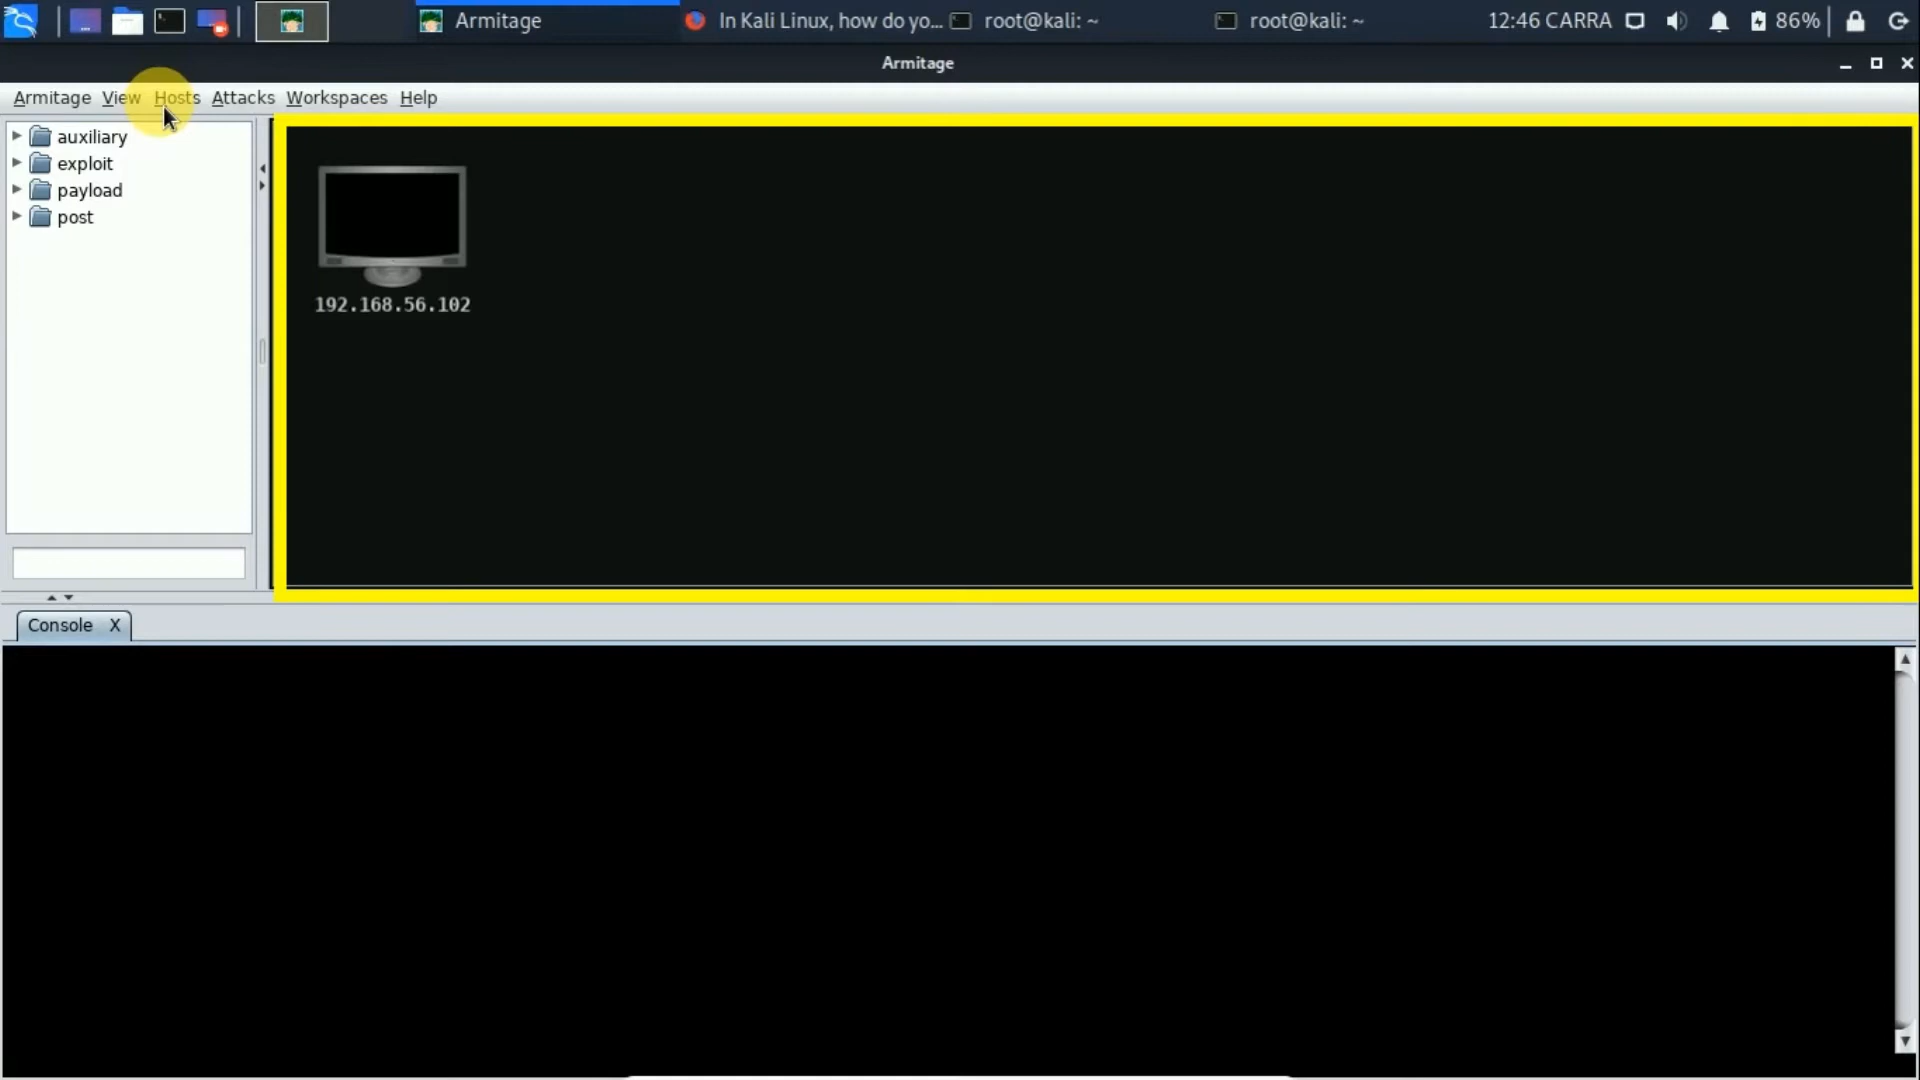 Armitage
In Kali Linux, how do yo...
root@kali: ~
root@kali: ~
12:46 CARRA
86%
Armitage
Armitage View Hosts Attacks Workspaces Help
auxiliary
exploit
payload
post
192.168.56.102
Console X